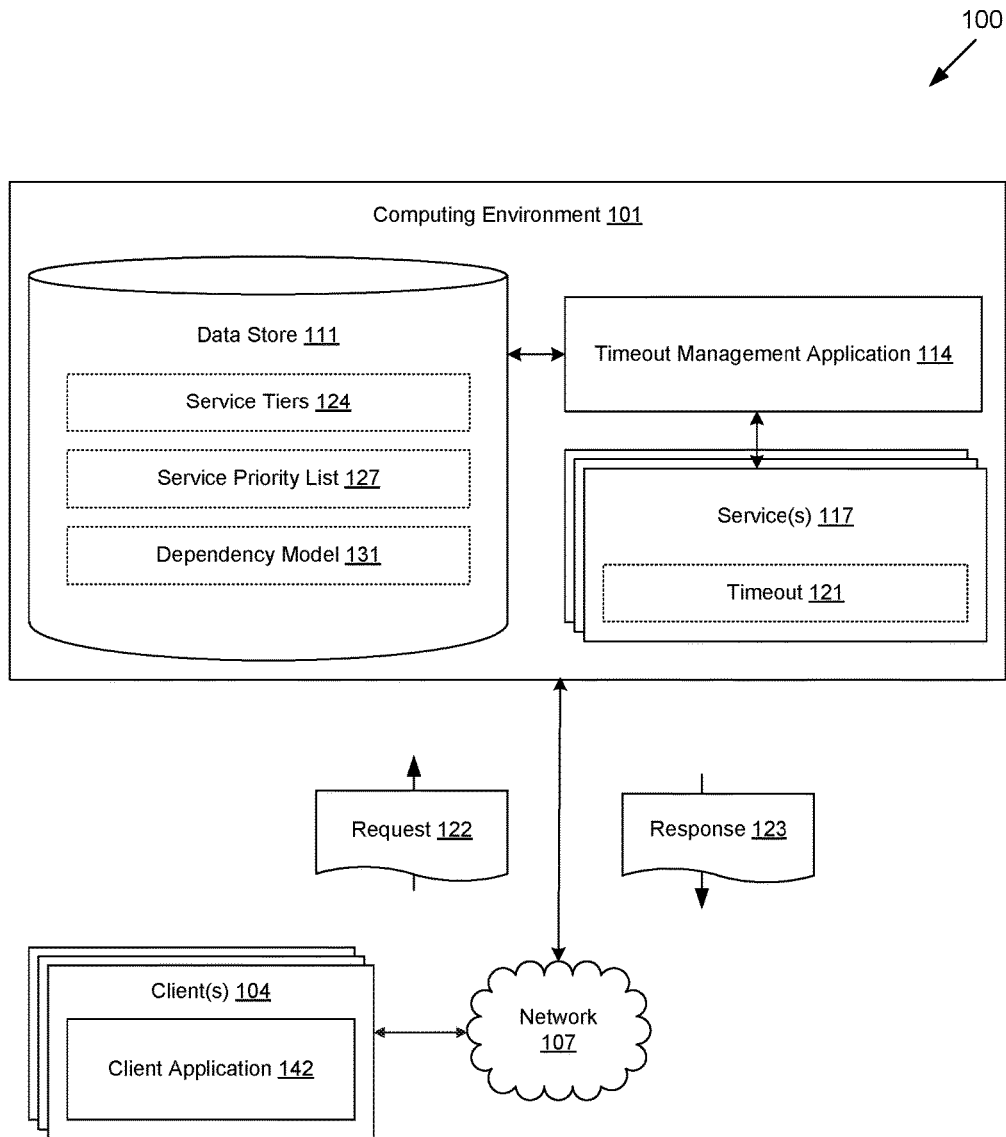 100
Computing Environment 101
Data Store 111
Timeout Management Application 114
Service Tiers 124
Service Priority List 127
Service(s) 117
Dependency Model 131
Timeout 121
Request 122
Response 123
Client(s) 104
Network
107
Client Application 142